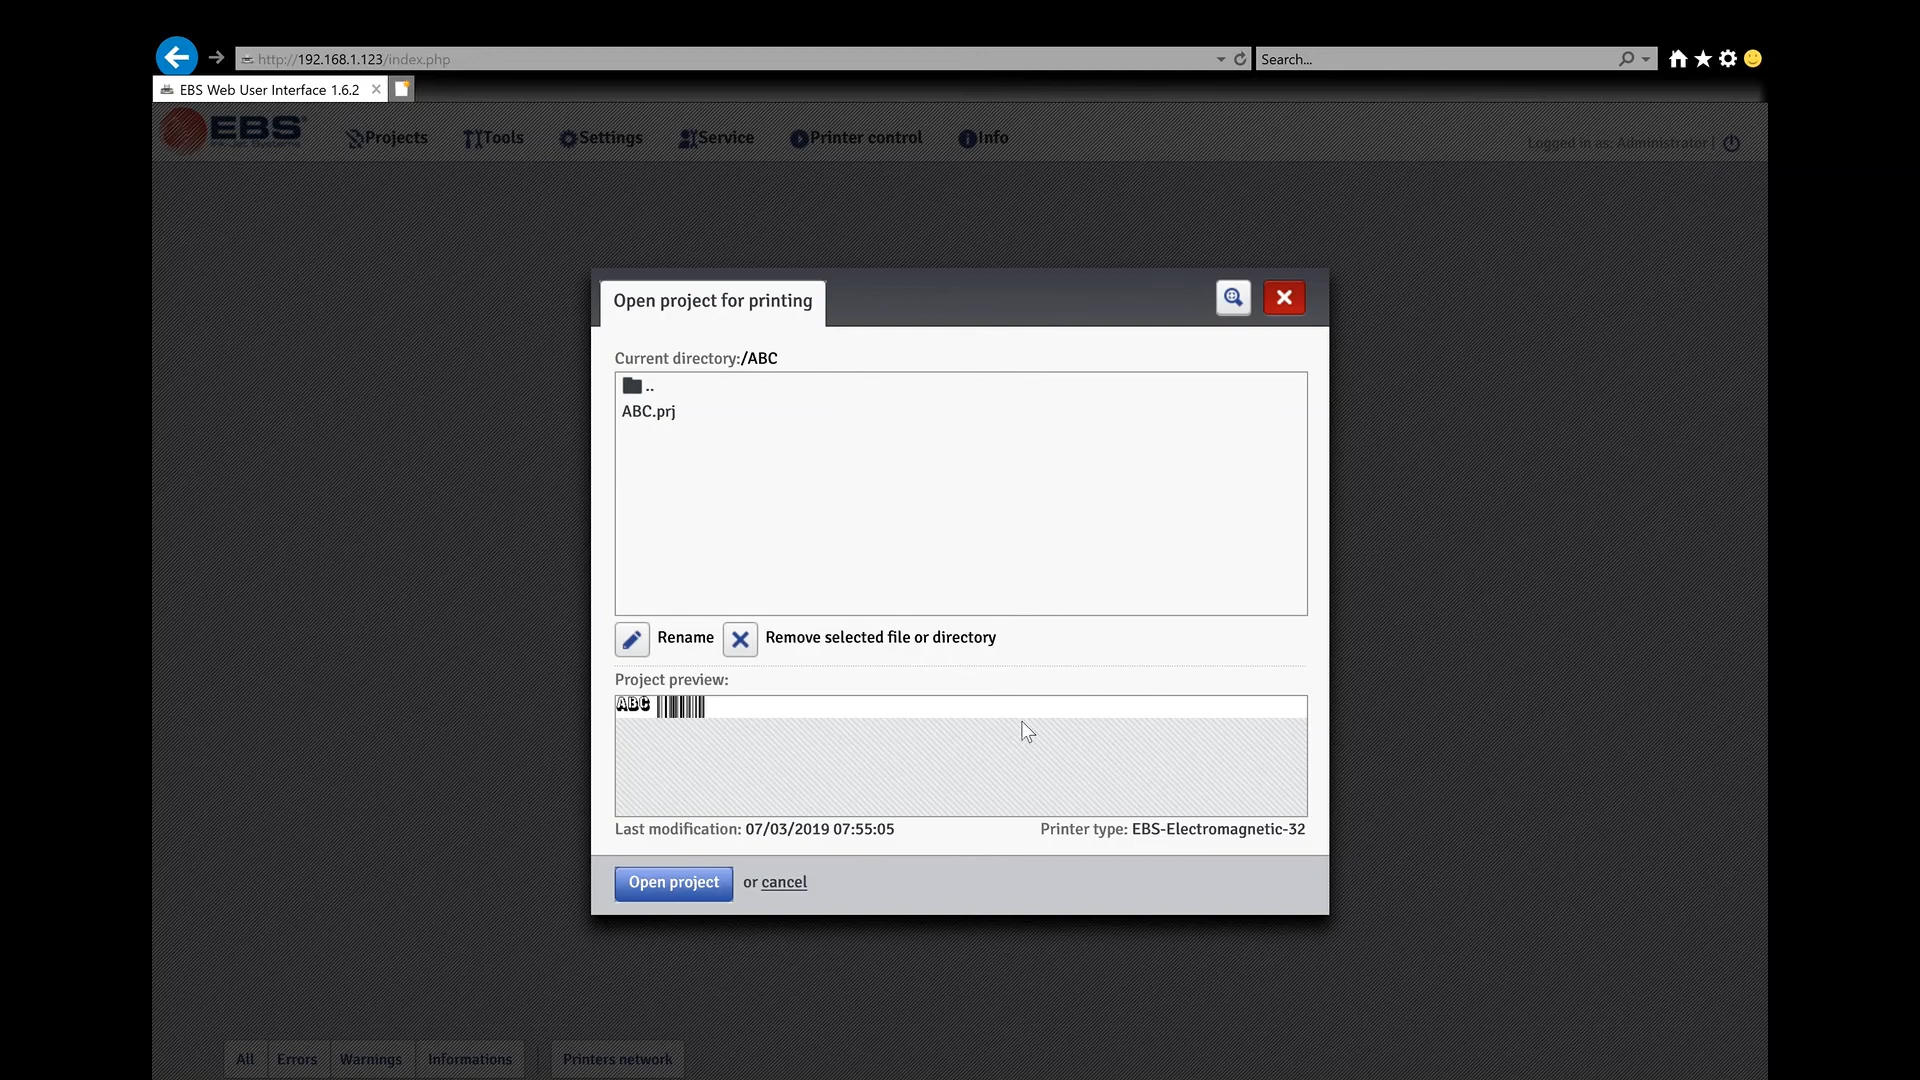 http://192.168.1.123/index.php
Search...
EBS Web User Interface 1.6.2
EBS
Ink-Jet Systems
Projects
Tools
Settings
Service
Printer control
Info
Logged in as: Administrator |
Open project for printing
Current directory:/ABC
..
ABC.prj
Rename
Remove selected file or directory
Project preview:
ABC
Last modification: 07/03/2019 07:55:05
Printer type: EBS-Electromagnetic-32
Open project
or cancel
All
Errors
Warnings
Informations
Printers network